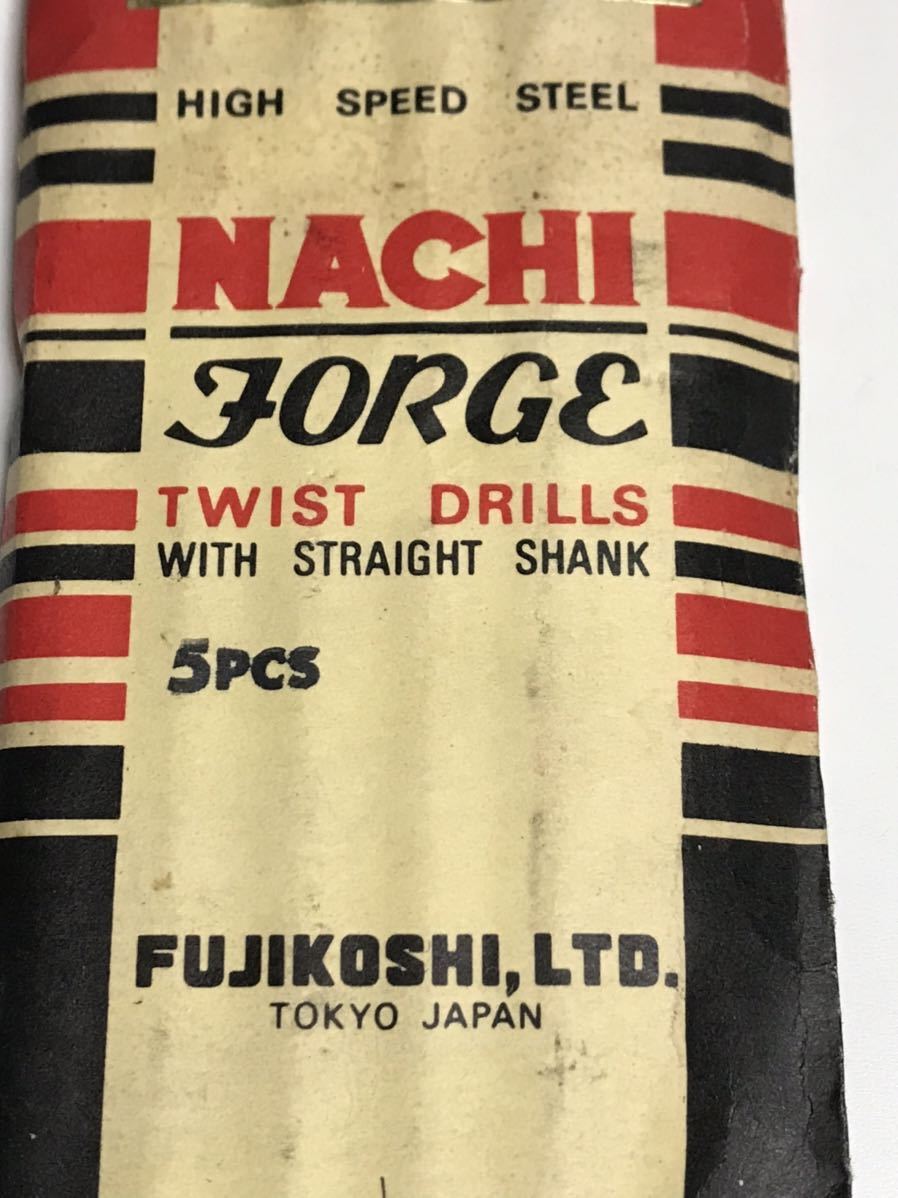 HIGH SPEED STEEL
NACHI
FORGE
TWIST DRILLS
WITH STRAIGHT SHANK
5PCS
FUJIKOSHI, LTD.
TOKYO JAPAN